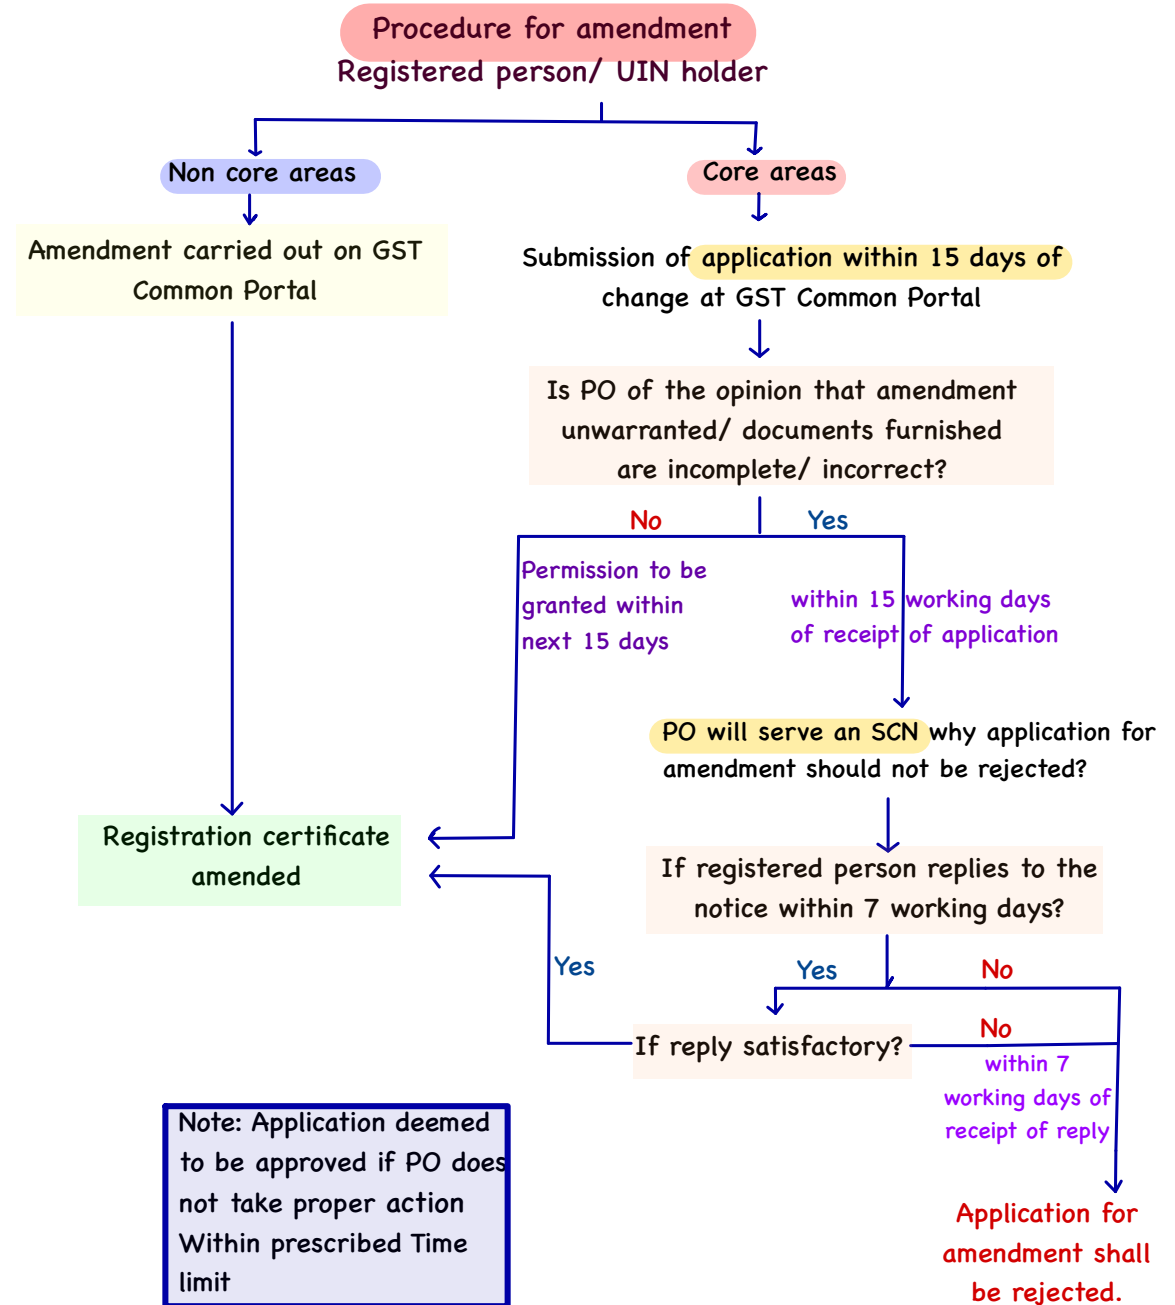 Procedure for amendment
Registered person/ UIN holder
Non core areas
Core areas
Amendment carried out on GST
Common Portal
Submission of application within 15 days of
change at GST Common Portal
Is PO of the opinion that amendment
unwarranted/ documents furnished
are incomplete/ incorrect?
No
Yes
Permission to be
granted within
next 15 days
within 15 working days
of receipt of application
PO will serve an SCN why application for
amendment should not be rejected?
Registration certificate
amended
If registered person replies to the
notice within 7 working days?
Yes
Yes
No
If reply satisfactory?
No
within 7
working days of
receipt of reply
Note: Application deemed
to be approved if PO does
not take proper action
Within prescribed Time
limit
Application for
amendment shall
be rejected.